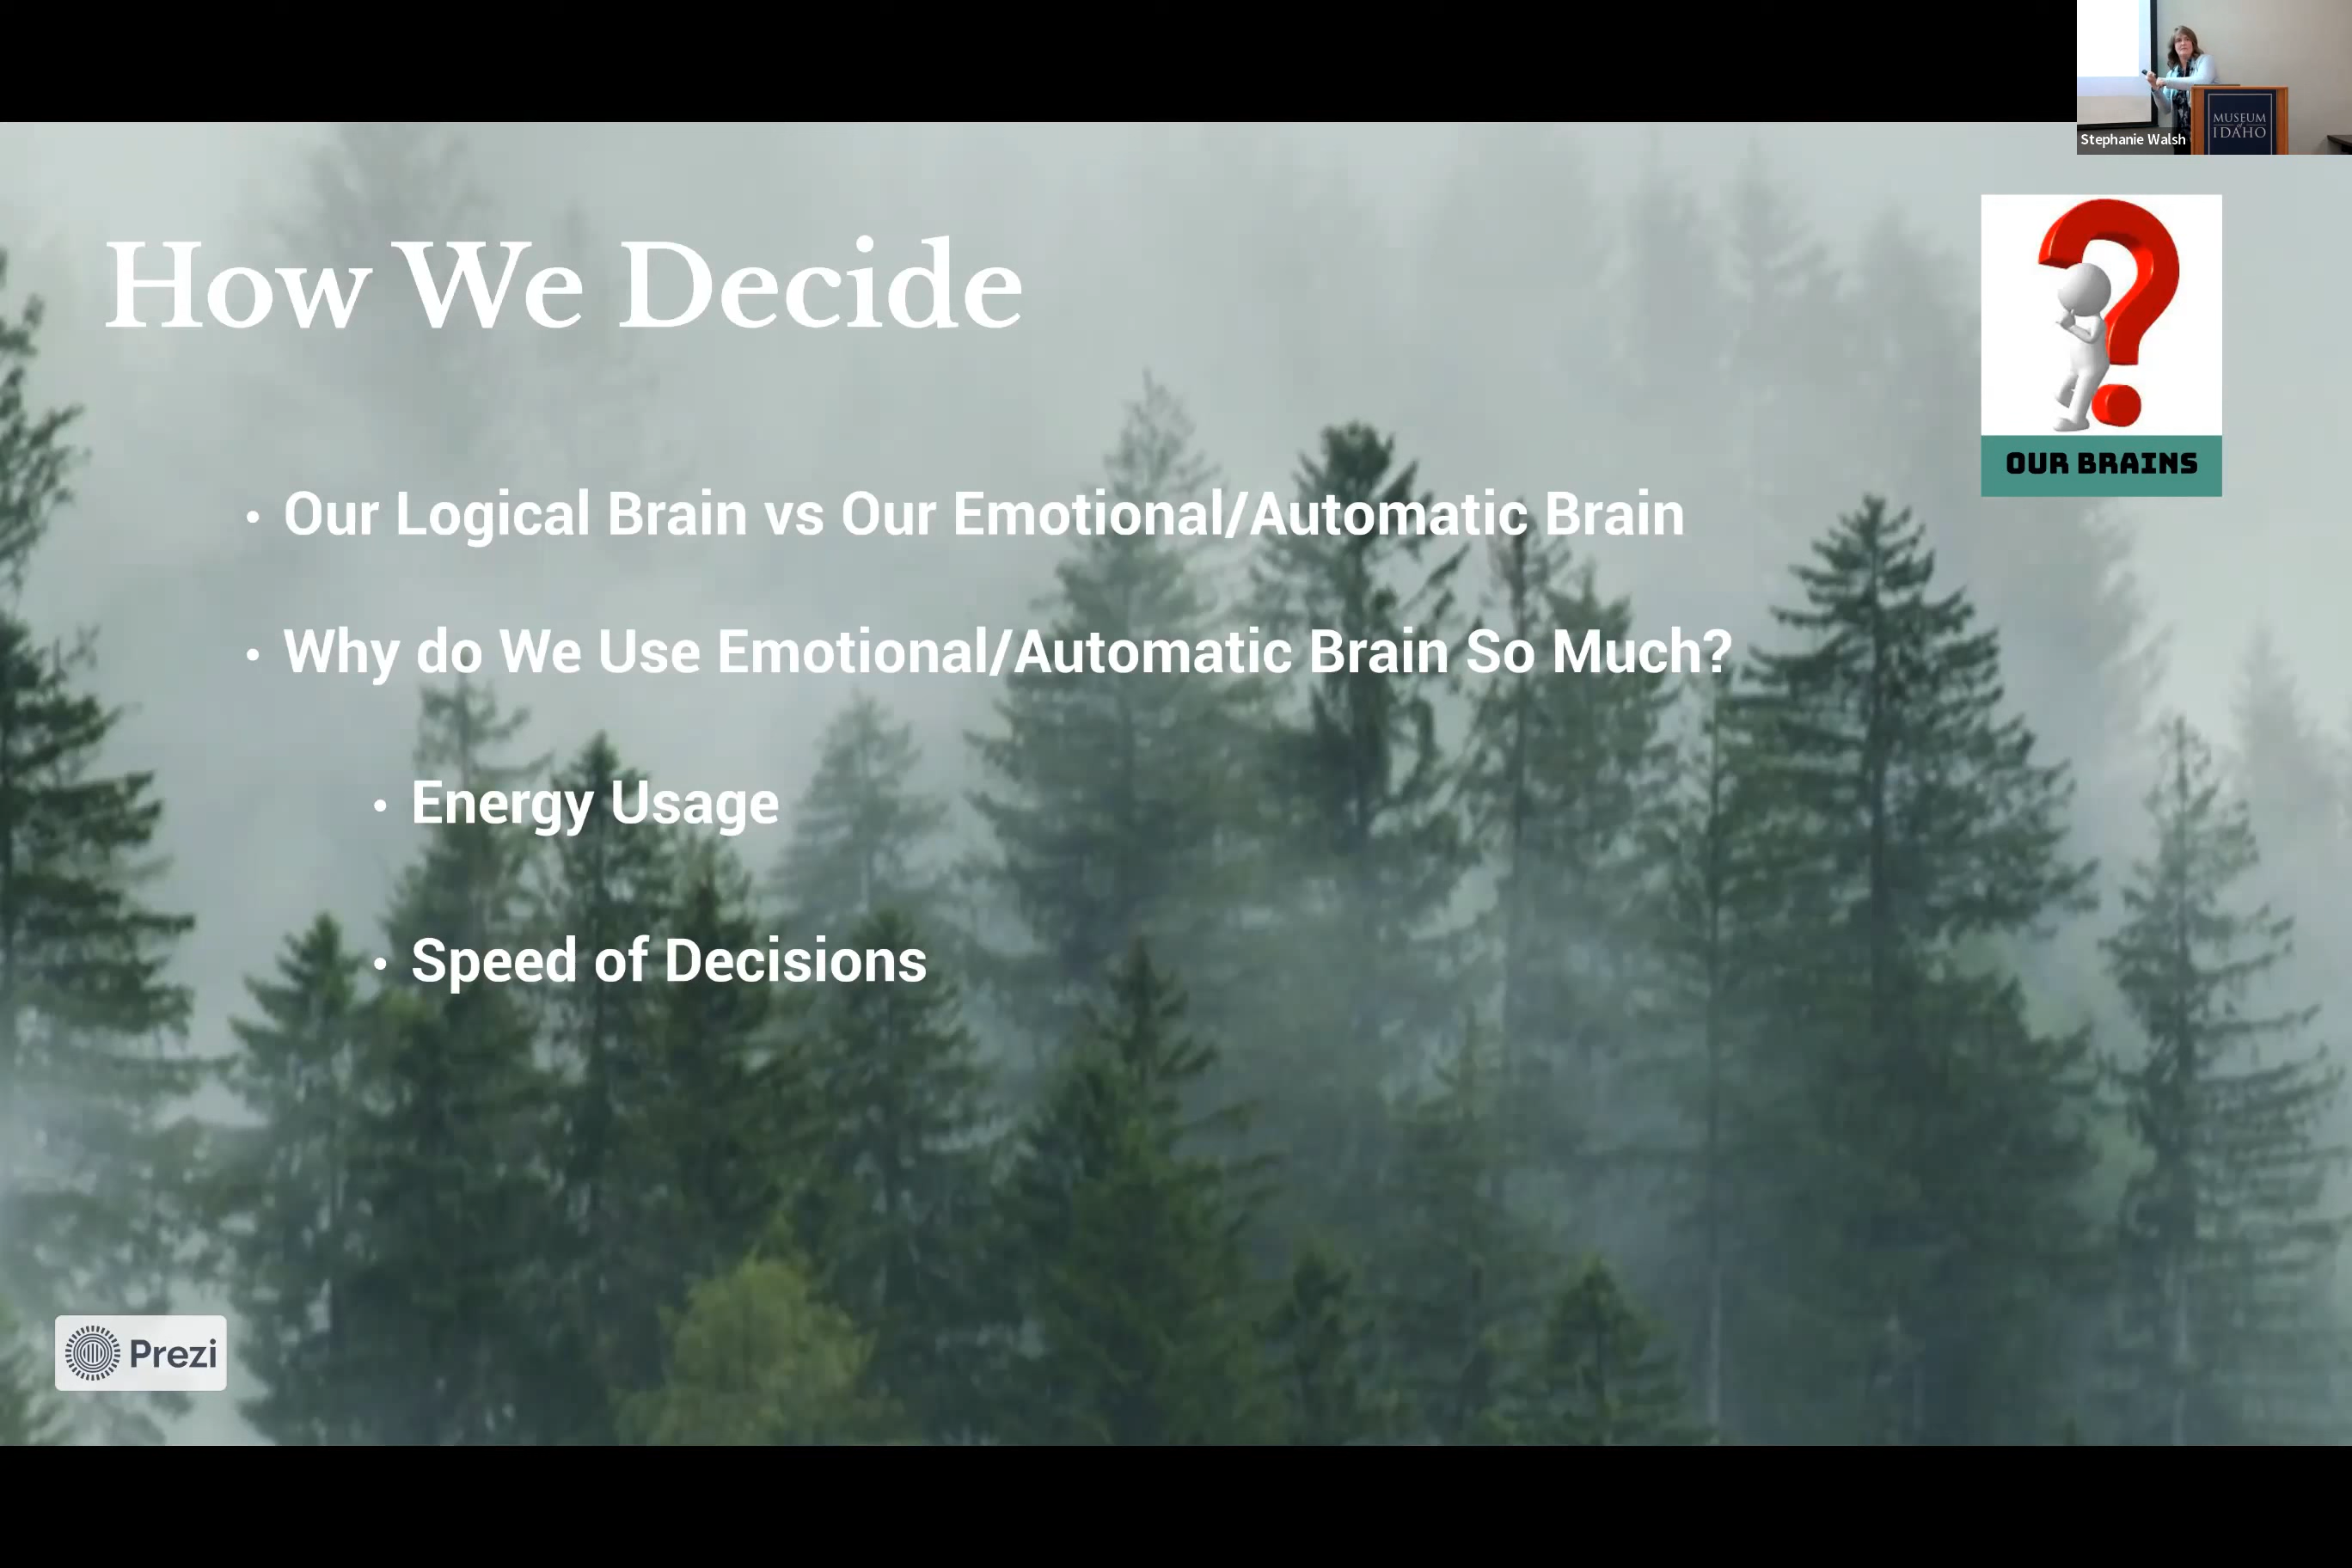 MUSEUM
of
IDAHO
Stephanie Walsh
How We Decide
OUR BRAINS
• Our Logical Brain vs Our Emotional/Automatic Brain
• Why do We Use Emotional/Automatic Brain So Much?
• Energy Usage
• Speed of Decisions
Prezi